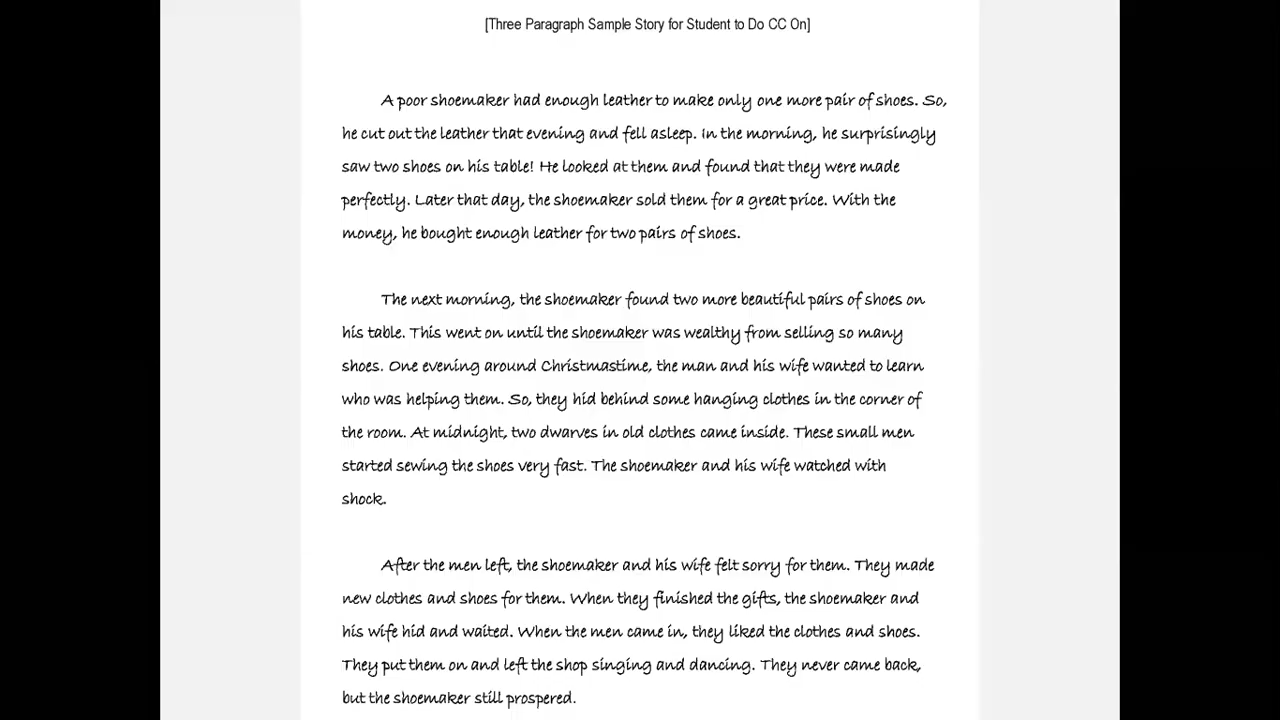 [Three Paragraph Sample Story for Student to Do CC On]
A poor shoemaker had enough leather to make only one more pair of shoes. So,
he cut out the leather that evening and fell asleep. In the morning, he surprisingly
saw two shoes on his table! He looked at them and found that they were made
perfectly. Later that day, the shoemaker sold them for a great price. With the
money, he bought enough leather for two pairs of shoes.
The next morning, the shoemaker found two more beautiful pairs of shoes on
his table. This went on until the shoemaker was wealthy from selling so many
shoes. One evening around Christmastime, the man and his wife wanted to learn
who was helping them. So, they hid behind some hanging clothes in the corner of
the room. At midnight, two dwarves in old clothes came inside. These small men
started sewing the shoes very fast. The shoemaker and his wife watched with
shock.
After the men left, the shoemaker and his wife felt sorry for them. They made
new clothes and shoes for them. When they finished the gifts, the shoemaker and
his wife hid and waited. When the men came in, they liked the clothes and shoes.
They put them on and left the shop singing and dancing. They never came back,
but the shoemaker still prospered.